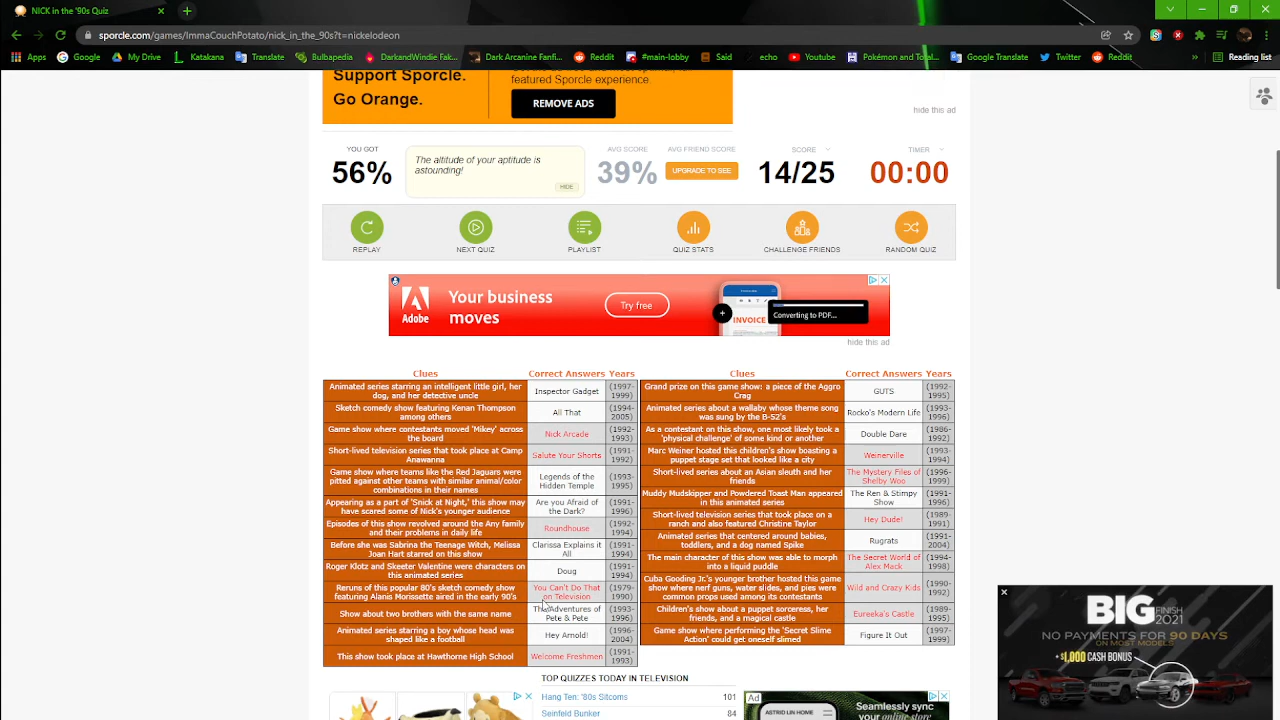 NICK in the '90s Quiz
sporcle.com/games/ImmaCouchPotato/nick_in_the_90s?t=nickelodeon
Apps Google My Drive Katakana Bulbapedia DarkandWindie Fak... Dark Arcanine Fanfi... Reddit #main-lobby Said echo YouTube Pokémon and Total... Google Translate Twitter Reddit » Reading list
Support Sporcle.
Go Orange.
featured Sporcle experience.
REMOVE ADS
hide this ad
YOU GOT
56%
The altitude of your aptitude is
astounding!
HIDE
AVG SCORE
39%
AVG FRIEND SCORE
UPGRADE TO SEE
SCORE
14/25
TIMER
00:00
REPLAY NEXT QUIZ PLAYLIST QUIZ STATS CHALLENGE FRIENDS RANDOM QUIZ
Adobe
Your business
moves
Try free
INVOICE
Converting to PDF...
hide this ad
Clues Correct Answers Years
Animated series starring an intelligent little girl, her
dog, and her detective uncle
Inspector Gadget
(1997-
1999)
Sketch comedy show featuring Kenan Thompson
among others
All That
(1994-
2005)
Game show where contestants moved 'Mikey' across
the board
Nick Arcade
(1992-
1993)
Short-lived television series that took place at Camp
Anawanna
Salute Your Shorts
(1991-
1992)
Game show where teams like the Red Jaguars were
pitted against other teams with similar animal/color
combinations in their names
Legends of the
Hidden Temple
(1993-
1995)
Appearing as a part of 'Snick at Night,' this show may
have scared some of Nick's younger audience
Are you Afraid of
the Dark?
(1991-
1996)
Episodes of this show revolved around the Any family
and their problems in daily life
Roundhouse
(1992-
1994)
Before she was Sabrina the Teenage Witch, Melissa
Joan Hart starred on this show
Clarissa Explains it
All
(1991-
1994)
Roger Klotz and Skeeter Valentine were characters on
this animated series
Doug
(1991-
1994)
Reruns of this popular 80's sketch comedy show
featuring Alanis Morissette aired in the early 90's
You Can't Do That
on Television
(1979-
1990)
Show about two brothers with the same name
The Adventures of
Pete & Pete
(1993-
1996)
Animated series starring a boy whose head was
shaped like a football
Hey Arnold!
(1996-
2004)
This show took place at Hawthorne High School
Welcome Freshmen
(1991-
1993)
Clues Correct Answers Years
Grand prize on this game show: a piece of the Aggro
Crag
GUTS
(1992-
1995)
Animated series about a wallaby whose theme song
was sung by the B-52's
Rocko's Modern Life
(1993-
1996)
As a contestant on this show, one most likely took a
'physical challenge' of some kind or another
Double Dare
(1986-
1992)
Marc Weiner hosted this children's show boasting a
puppet stage set that looked like a city
Weinerville
(1993-
1994)
Short-lived series about an Asian sleuth and her
friends
The Mystery Files of
Shelby Woo
(1996-
1999)
Muddy Mudskipper and Powdered Toast Man appeared
in this animated series
The Ren & Stimpy
Show
(1991-
1996)
Short-lived television series that took place on a
ranch and also featured Christine Taylor
Hey Dude!
(1989-
1991)
Animated series that centered around babies,
toddlers, and a dog named Spike
Rugrats
(1991-
2004)
The main character of this show was able to morph
into a liquid puddle
The Secret World of
Alex Mack
(1994-
1998)
Cuba Gooding Jr.'s younger brother hosted this game
show where nerf guns, water slides, and pies were
common props used among its contestants
Wild and Crazy Kids
(1990-
1992)
Children's show about a puppet sorceress, her
friends, and a magical castle
Eureeka's Castle
(1989-
1995)
Game show where performing the 'Secret Slime
Action' could get oneself slimed
Figure It Out
(1997-
1999)
TOP QUIZZES TODAY IN TELEVISION
Hang Ten: '80s Sitcoms 101
Seinfeld Bunker 84
Ad
ASTRID LIN HOME
Seamlessly sync
BIG
FINISH
2021
NO PAYMENTS FOR 90 DAYS
ON MOST MODELS
+ $1,000 CASH BONUS